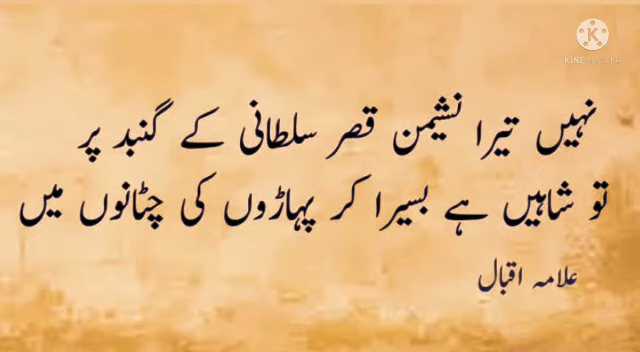 K
KINEMASTER
نہیں تیرا نشیمن قصر سلطانی کے گنبد پر
تو شاہیں ہے بسیرا کر پہاڑوں کی چٹانوں میں
علامہ اقبال